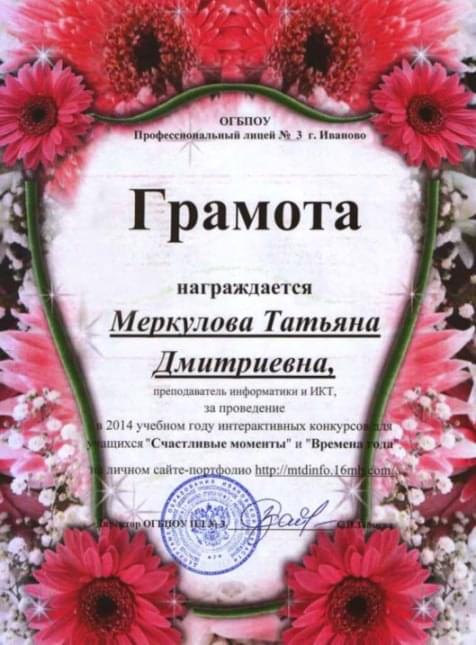 ОГБПОУ
Профессиональный лицей № 3 г. Иваново
Грамота
награждается
Меркулова Татьяна
Дмитриевна,
преподаватель информатики и ИКТ,
за проведение
в 2014 учебном году интерактивных конкурсов для
учащихся "Счастливые моменты" и "Времена года"
на личном сайте-портфолио http://mtdinfo.16mb.com/
Директор ОГБПОУ ПЛ № 3